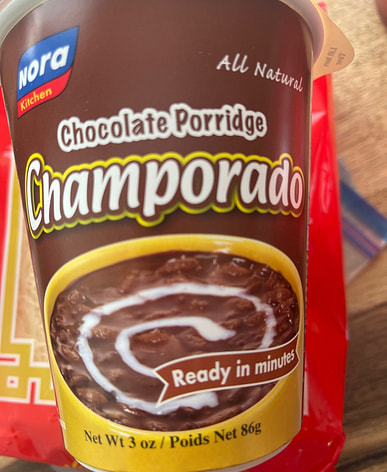 nora
Kitchen
All Natural
Chocolate Porridge
Champorado
Ready in minutes
Net Wt 3 oz / Poids Net 86g